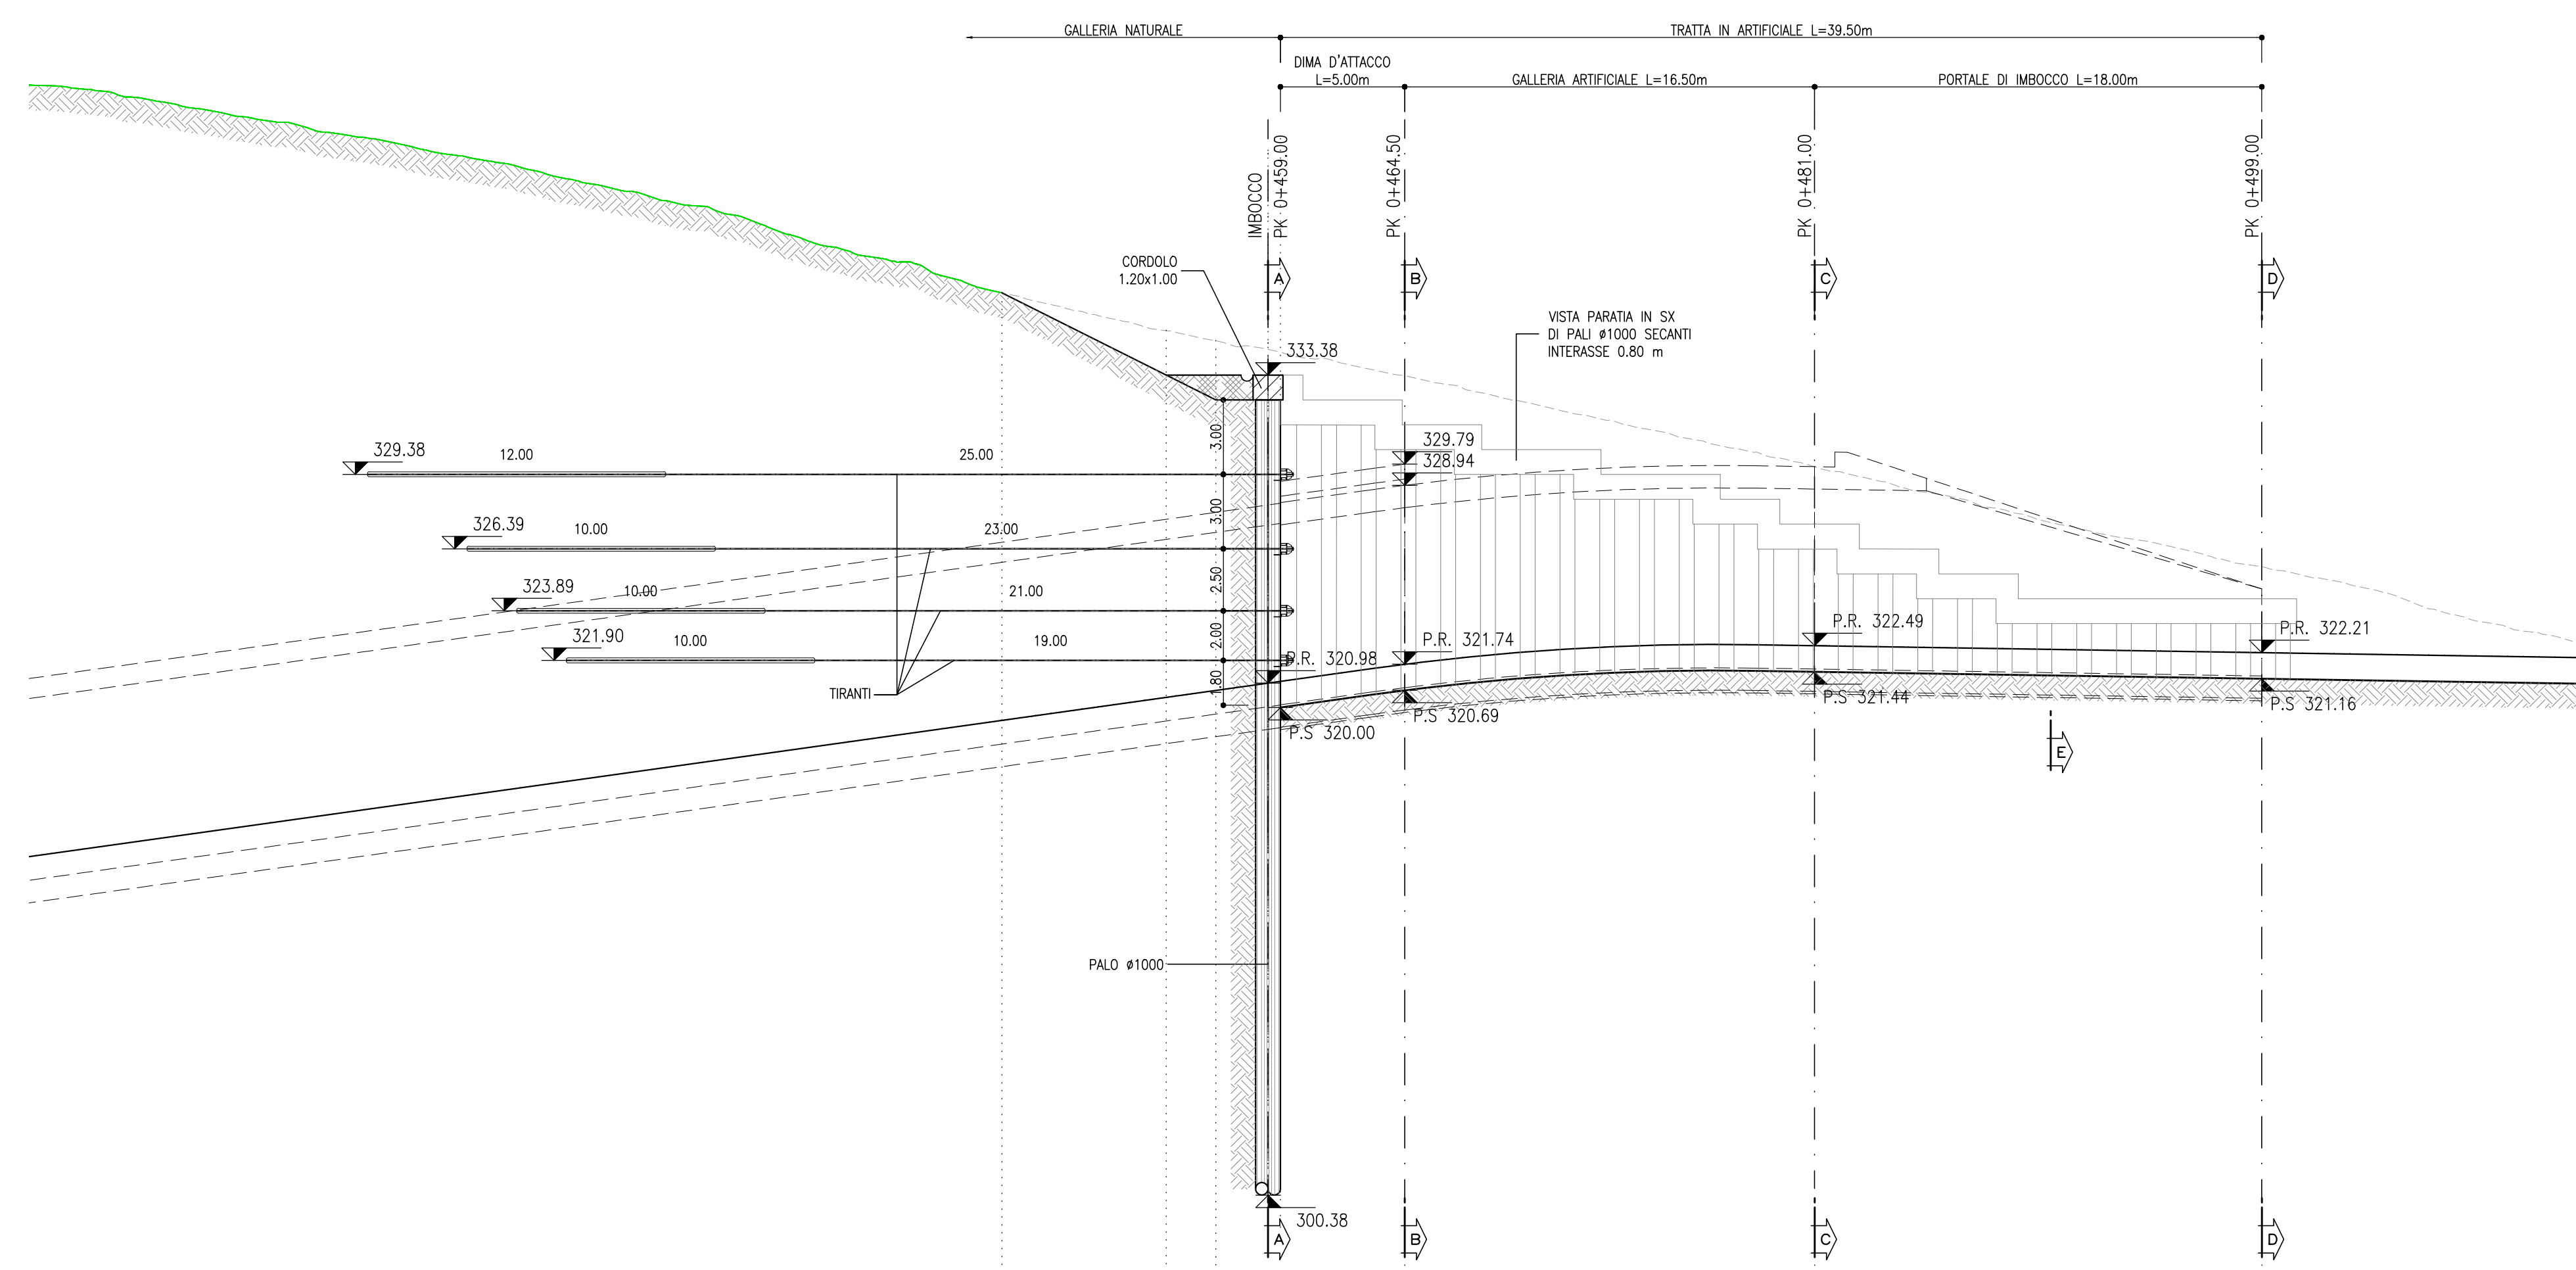 GALLERIA NATURALE
TRATTA IN ARTIFICIALE L=39.50m
DIMA D'ATTACCO
L=5.00m
GALLERIA ARTIFICIALE L=16.50m
PORTALE DI IMBOCCO L=18.00m
IMBOCCO
PK 0+459.00
PK 0+464.50
PK 0+481.00
PK 0+499.00
CORDOLO
1.20x1.00
A
B
C
D
VISTA PARATIA IN SX
DI PALI ø1000 SECANTI
INTERASSE 0.80 m
333.38
329.38
12.00
25.00
3.00
329.79
328.94
326.39
10.00
23.00
3.00
323.89
10.00
21.00
2.50
321.90
10.00
19.00
2.00
1.80
TIRANTI
P.R. 320.98
P.R. 321.74
P.R. 322.49
P.R. 322.21
P.S 320.00
P.S 320.69
P.S 321.44
P.S 321.16
E
PALO ø1000
300.38
A
B
C
D